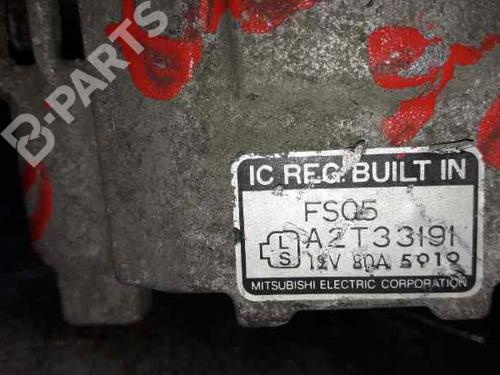 B-PARTS
IC REG. BUILT IN
FS05
L A2T33191
S 12V 80A 5919
MITSUBISHI ELECTRIC CORPORATION